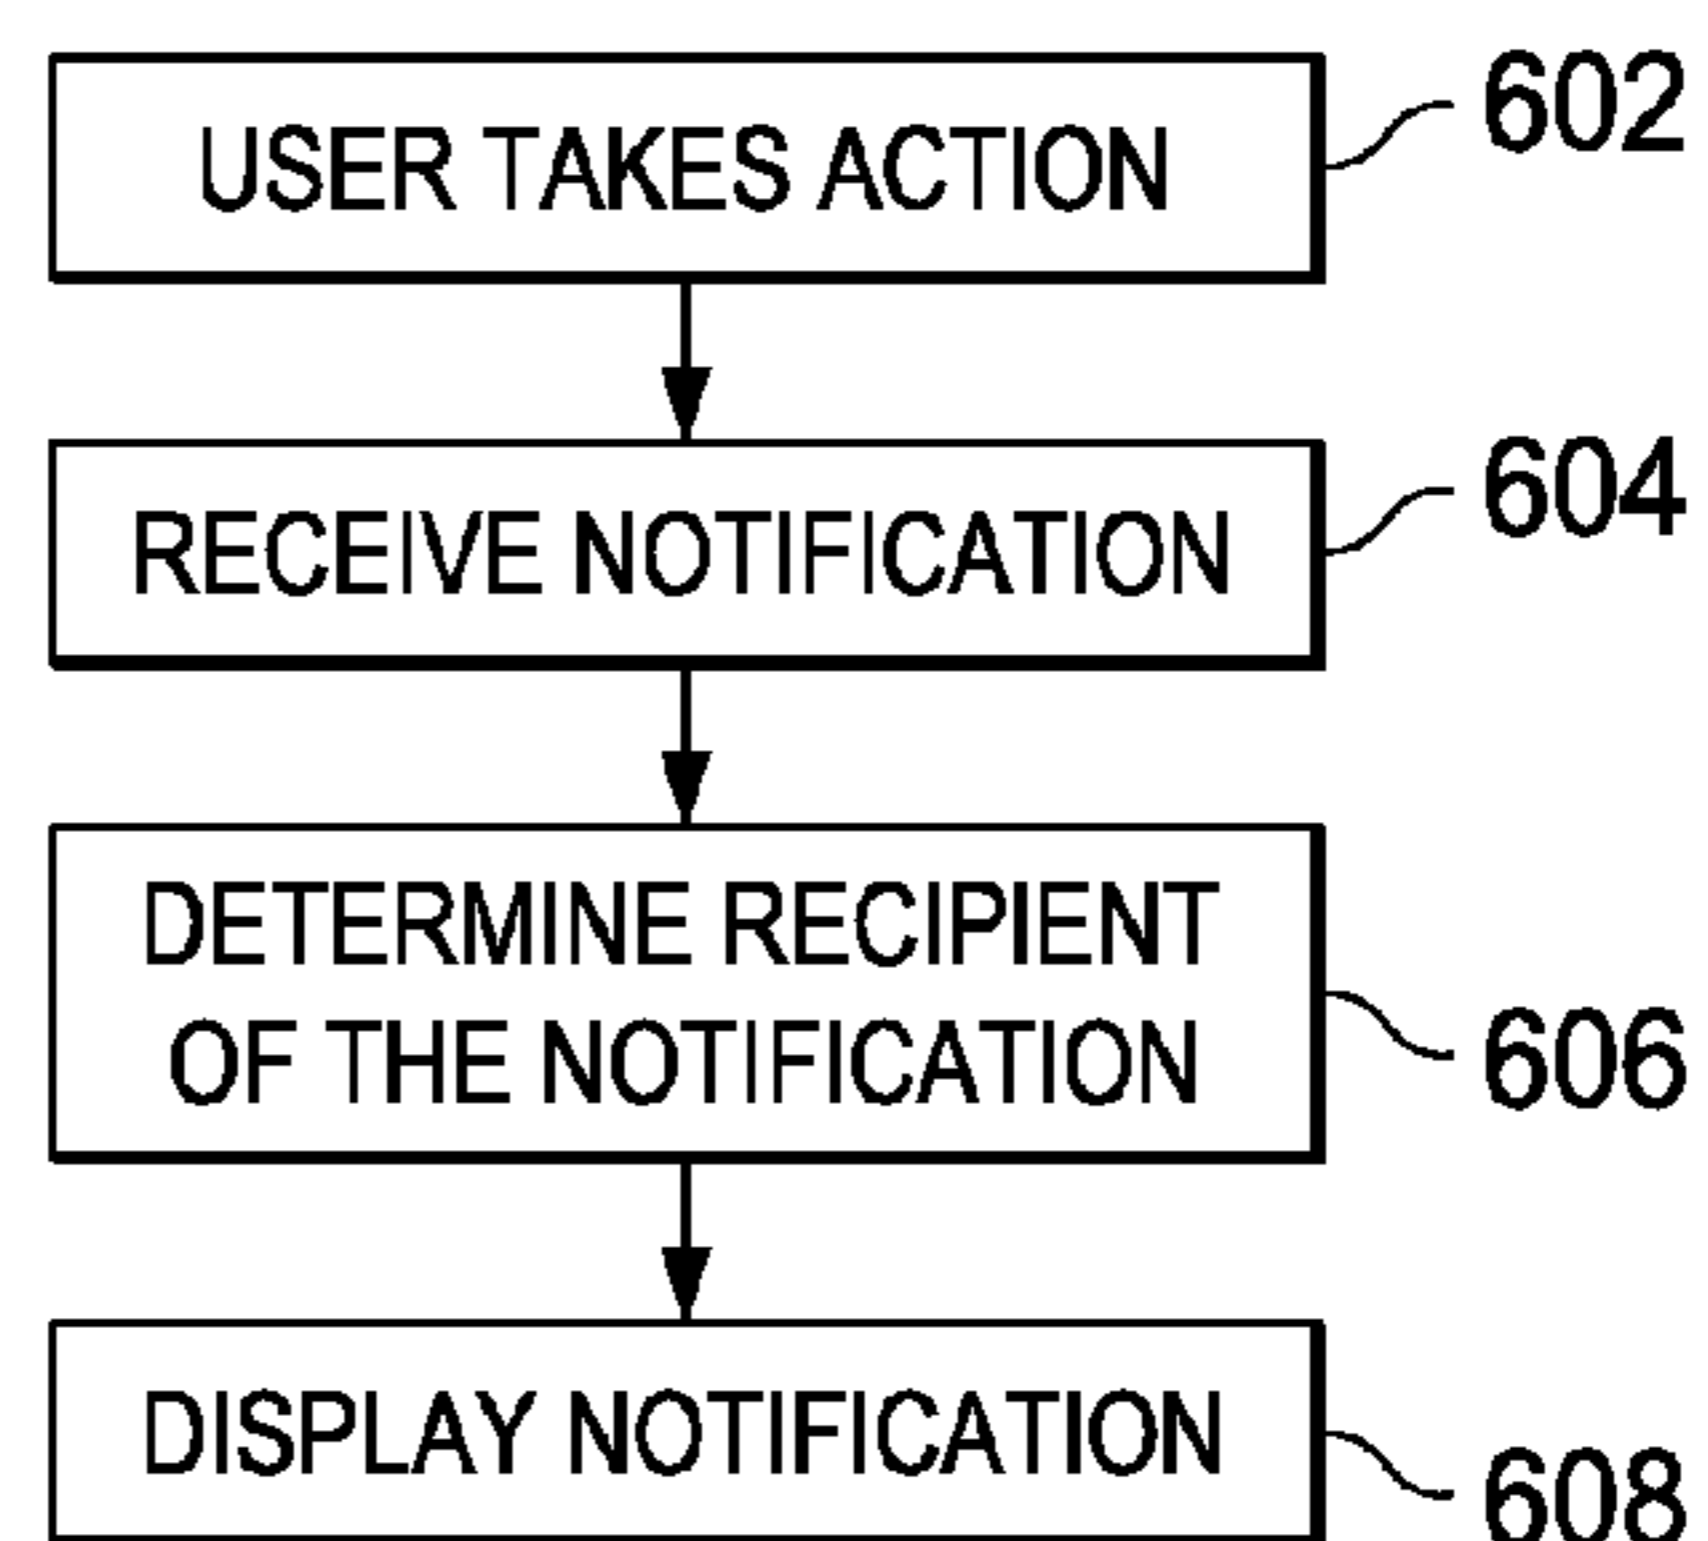 USER TAKES ACTION
602
RECEIVE NOTIFICATION
604
DETERMINE RECIPIENT
OF THE NOTIFICATION
606
DISPLAY NOTIFICATION
608